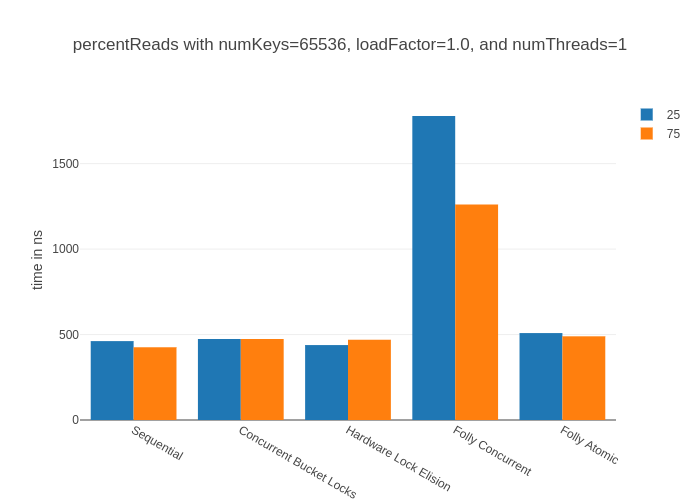 percentReads with numKeys=65536, loadFactor=1.0, and numThreads=1
25
75
1500
1000
500
0
time in ns
Sequential
Concurrent Bucket Locks
Hardware Lock Elision
Folly Concurrent
Folly Atomic